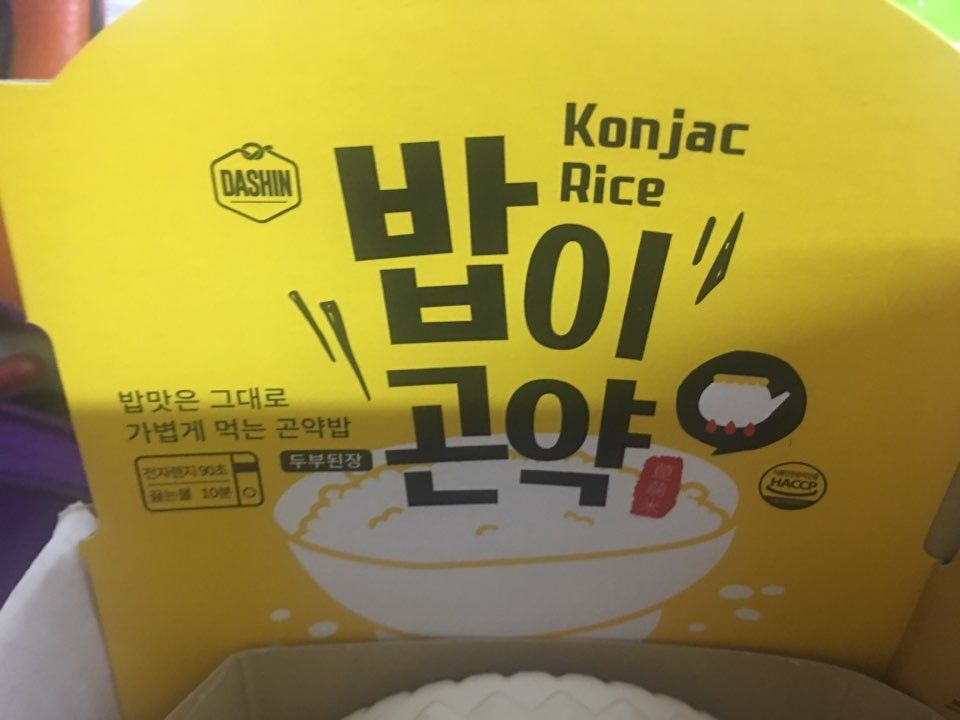 DASHIN
Konjac
Rice
밥이
곤약
밥맛은 그대로
가볍게 먹는 곤약밥
두부된장
전자렌지 90초
끓는물 10분
HACCP